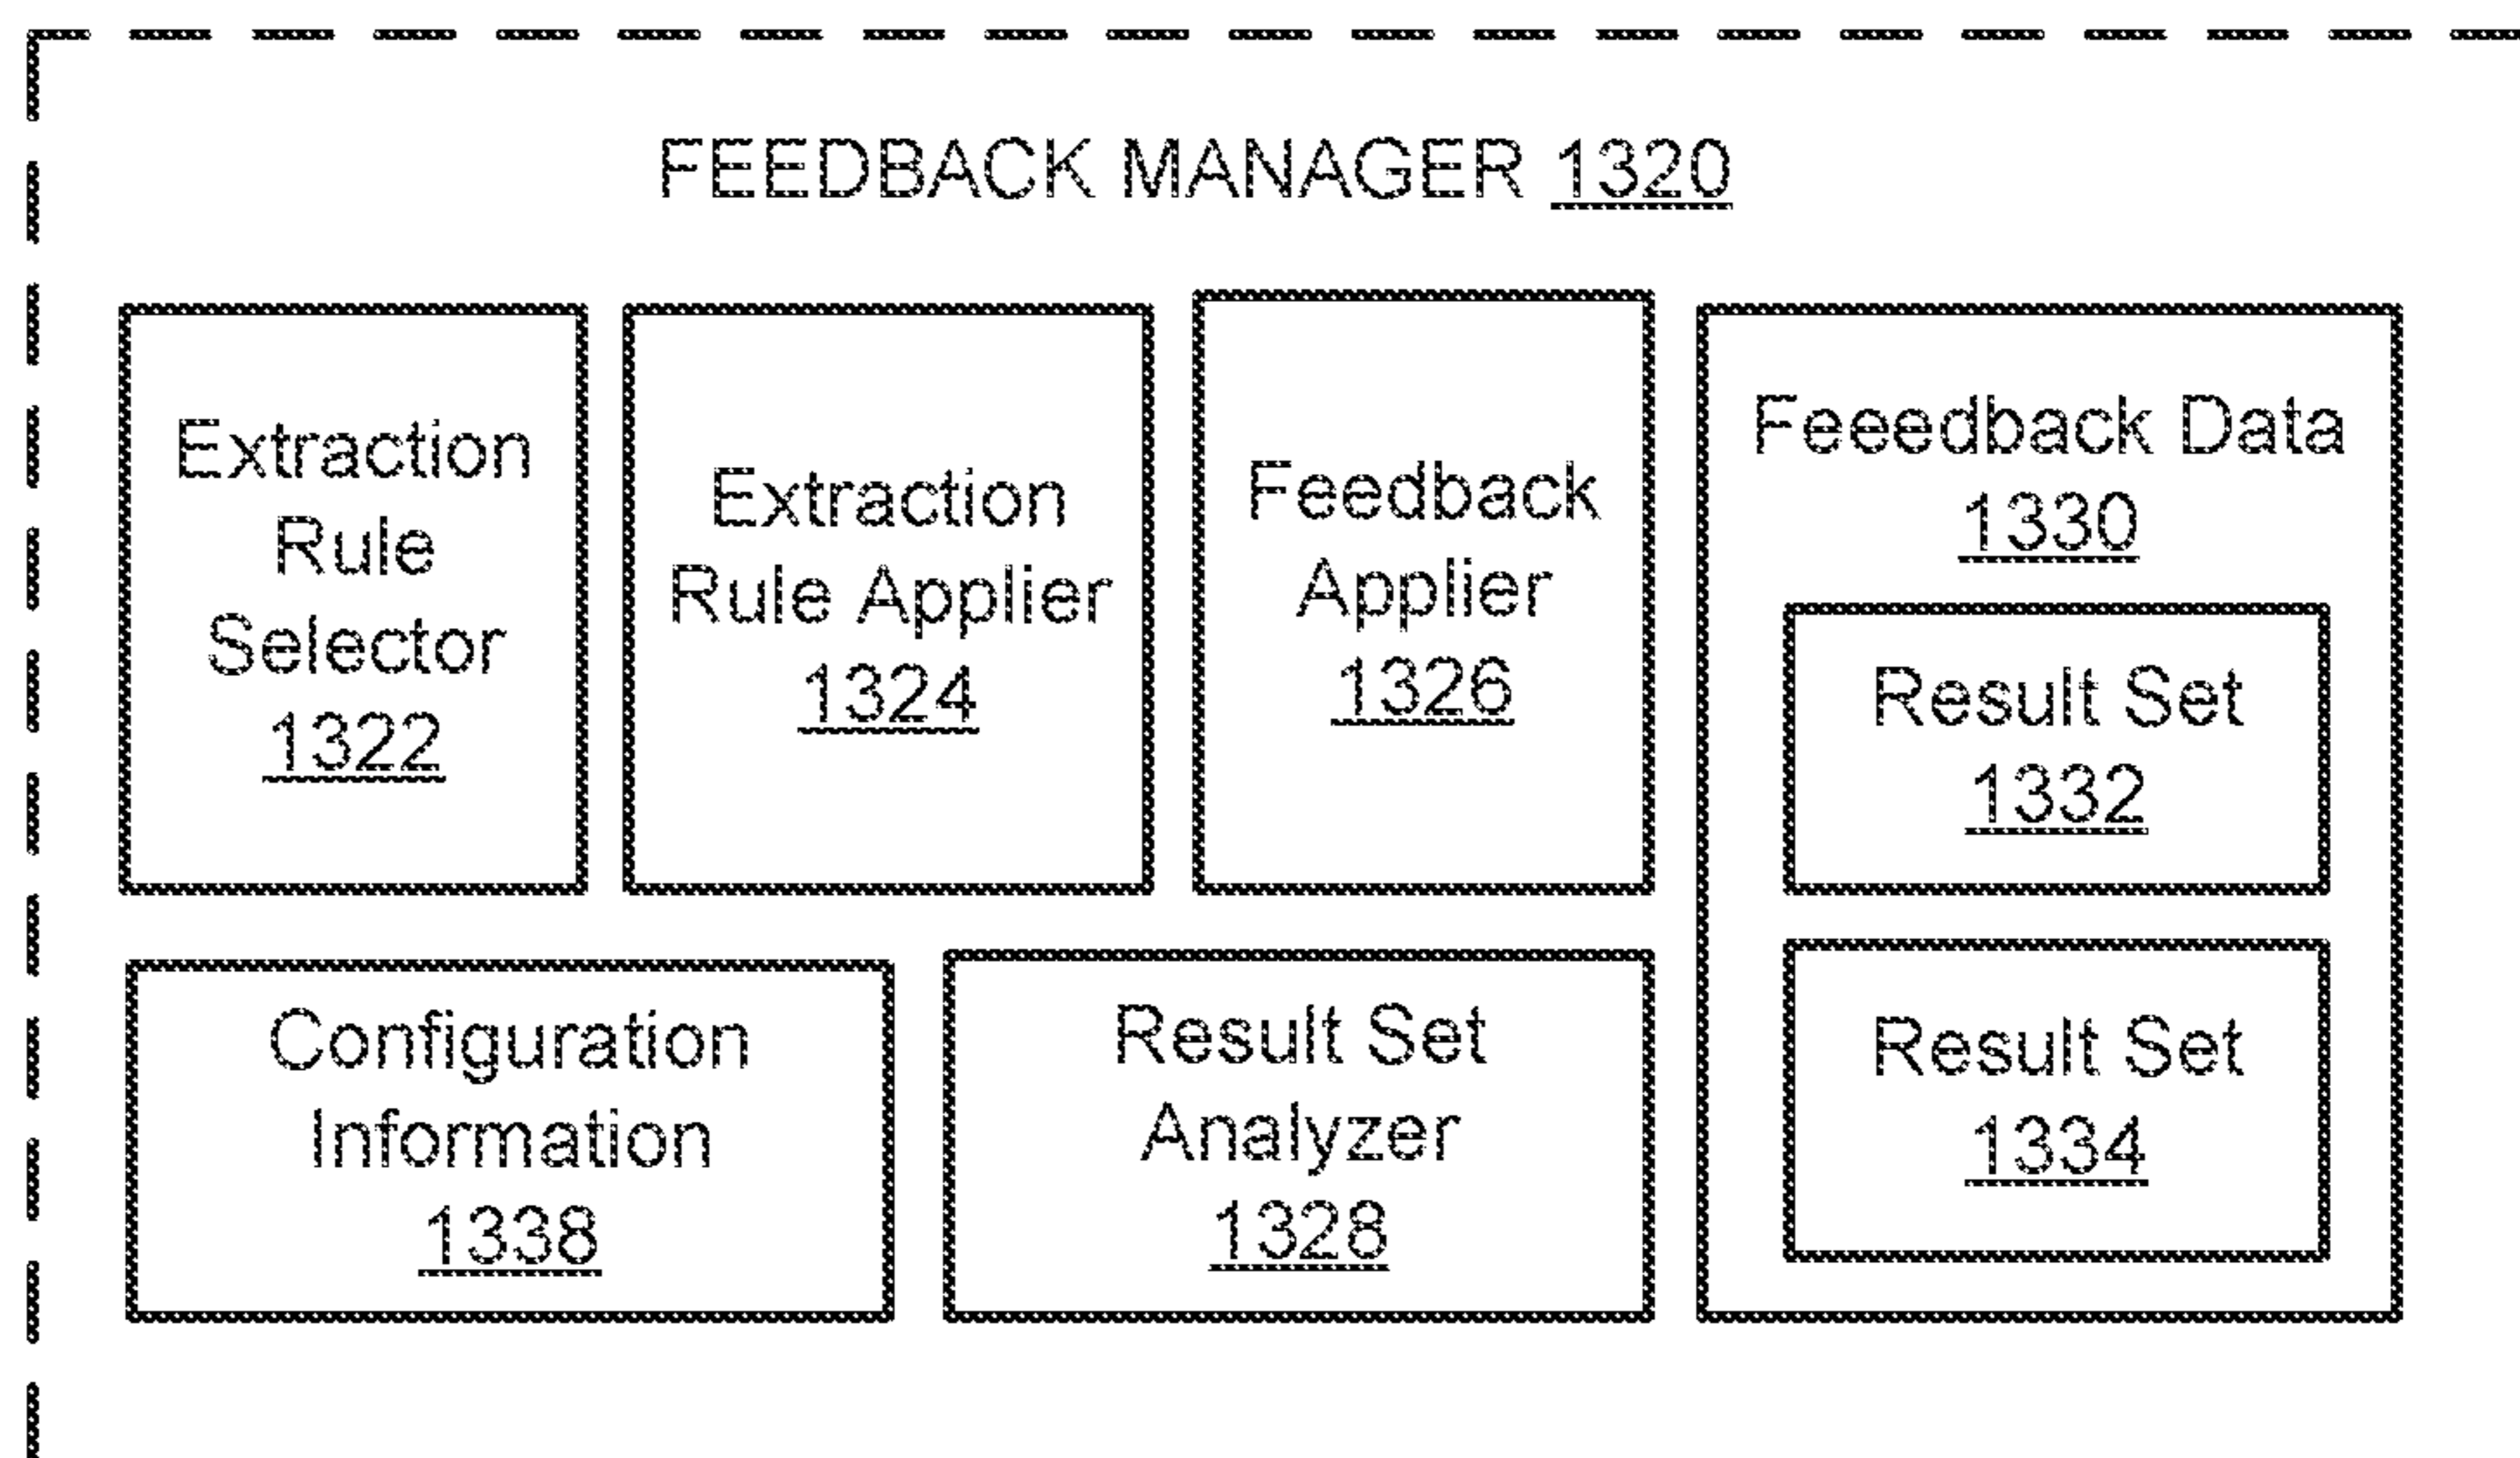 FEEDBACK MANAGER 1320
Extraction
Rule
Selector
1322
Extraction
Rule Applier
1324
Feedback
Applier
1326
Feeedback Data
1330
Result Set
1332
Result Set
1334
Configuration
Information
1338
Result Set
Analyzer
1328